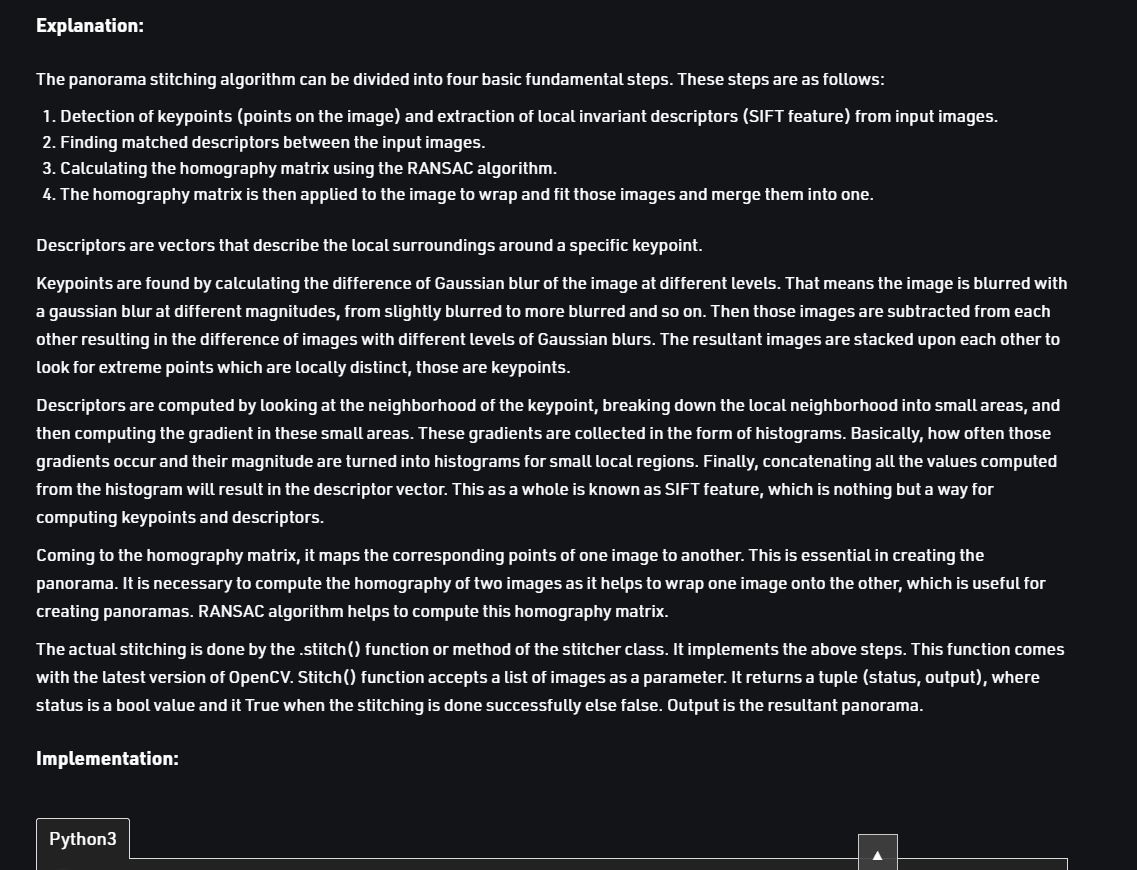 Explanation:
The panorama stitching algorithm can be divided into four basic fundamental steps. These steps are as follows:
1. Detection of keypoints (points on the image) and extraction of local invariant descriptors (SIFT feature) from input images.
2. Finding matched descriptors between the input images.
3. Calculating the homography matrix using the RANSAC algorithm.
4. The homography matrix is then applied to the image to wrap and fit those images and merge them into one.
Descriptors are vectors that describe the local surroundings around a specific keypoint.
Keypoints are found by calculating the difference of Gaussian blur of the image at different levels. That means the image is blurred with
a gaussian blur at different magnitudes, from slightly blurred to more blurred and so on. Then those images are subtracted from each
other resulting in the difference of images with different levels of Gaussian blurs. The resultant images are stacked upon each other to
look for extreme points which are locally distinct, those are keypoints.
Descriptors are computed by looking at the neighborhood of the keypoint, breaking down the local neighborhood into small areas, and
then computing the gradient in these small areas. These gradients are collected in the form of histograms. Basically, how often those
gradients occur and their magnitude are turned into histograms for small local regions. Finally, concatenating all the values computed
from the histogram will result in the descriptor vector. This as a whole is known as SIFT feature, which is nothing but a way for
computing keypoints and descriptors.
Coming to the homography matrix, it maps the corresponding points of one image to another. This is essential in creating the
panorama. It is necessary to compute the homography of two images as it helps to wrap one image onto the other, which is useful for
creating panoramas. RANSAC algorithm helps to compute this homography matrix.
The actual stitching is done by the .stitch() function or method of the stitcher class. It implements the above steps. This function comes
with the latest version of OpenCV. Stitch() function accepts a list of images as a parameter. It returns a tuple (status, output), where
status is a bool value and it True when the stitching is done successfully else false. Output is the resultant panorama.
Implementation:
Python3
▲